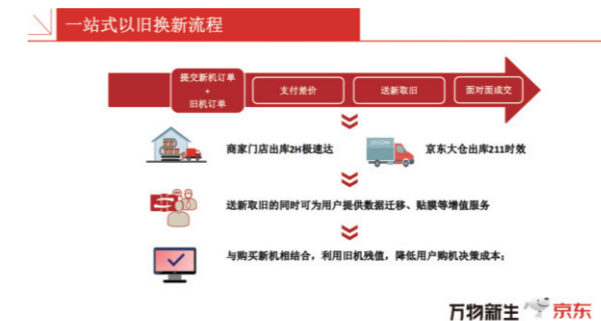 一站式以旧换新流程
提交新机订单
+
旧机订单
支付差价
送新取旧
面对面成交
商家门店出库2H极速达
京东大仓出库211时效
送新取旧的同时可为用户提供数据迁移、贴膜等增值服务
与购买新机相结合，利用旧机残值，降低用户购机决策成本；
万物新生
京东